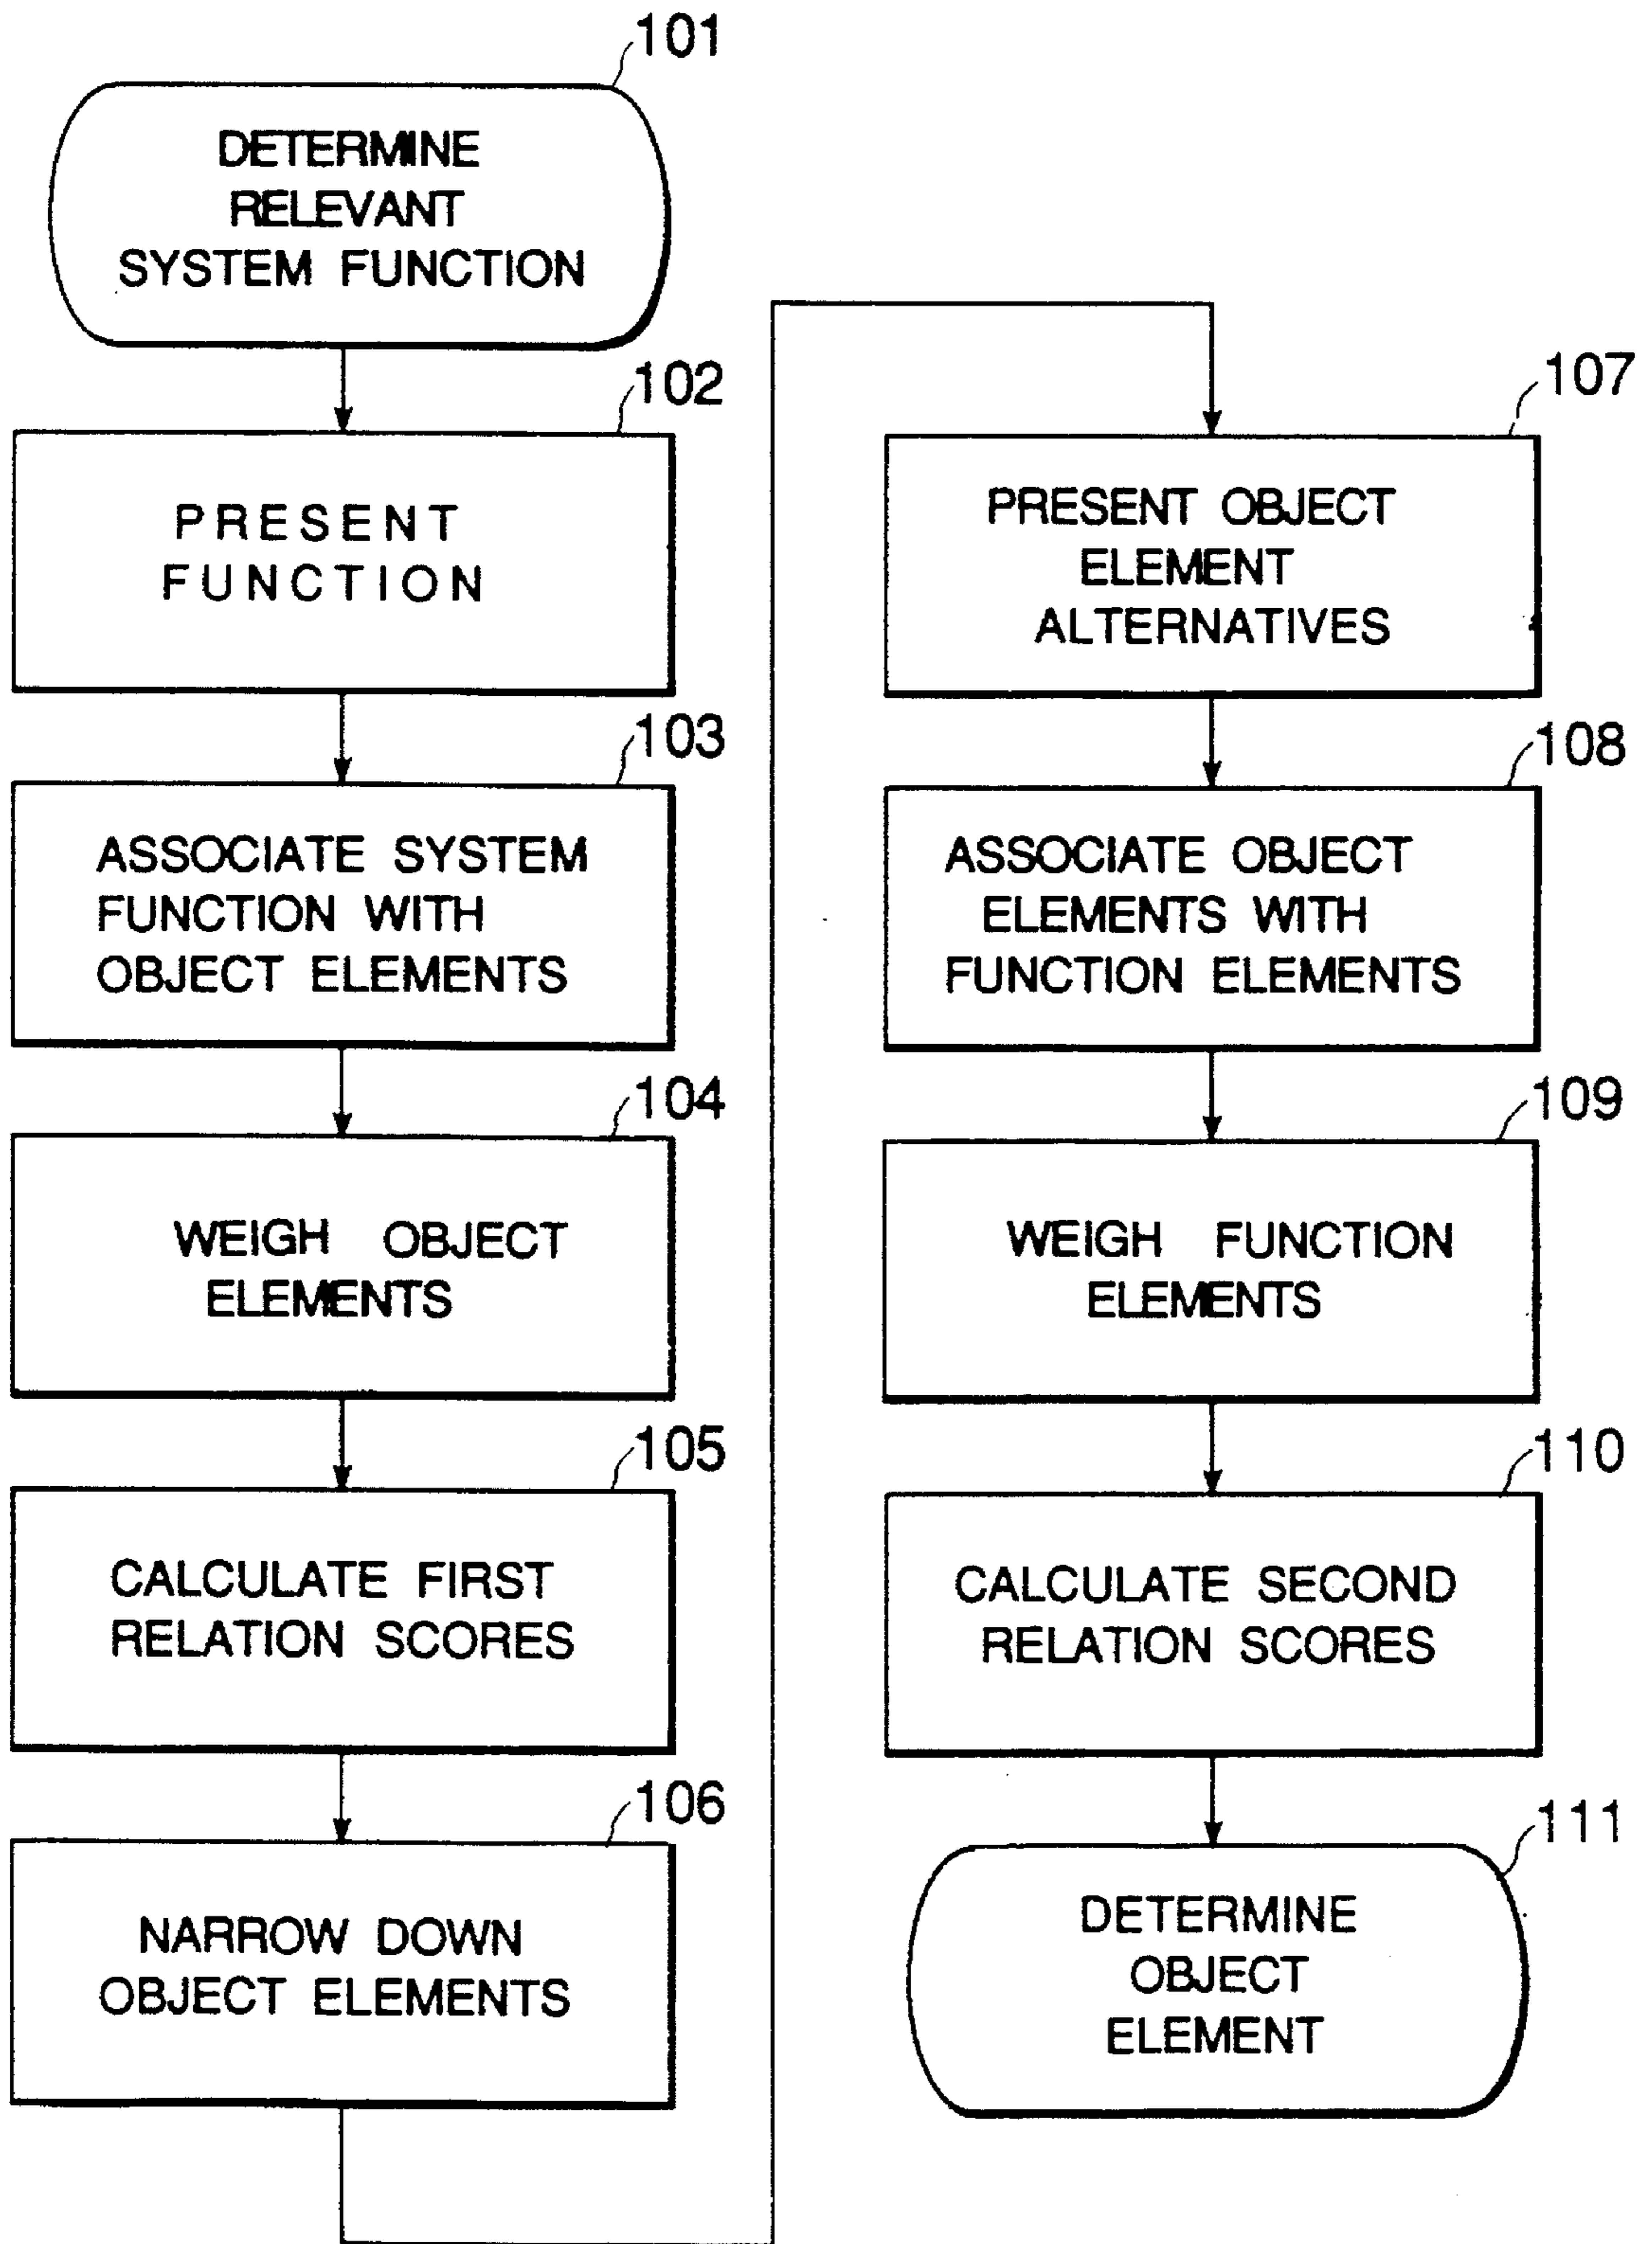 101
DETERMINE
RELEVANT
SYSTEM FUNCTION
102
PRESENT
FUNCTION
103
ASSOCIATE SYSTEM
FUNCTION WITH
OBJECT ELEMENTS
104
WEIGH OBJECT
ELEMENTS
105
CALCULATE FIRST
RELATION SCORES
106
NARROW DOWN
OBJECT ELEMENTS
107
PRESENT OBJECT
ELEMENT
ALTERNATIVES
108
ASSOCIATE OBJECT
ELEMENTS WITH
FUNCTION ELEMENTS
109
WEIGH FUNCTION
ELEMENTS
110
CALCULATE SECOND
RELATION SCORES
111
DETERMINE
OBJECT
ELEMENT